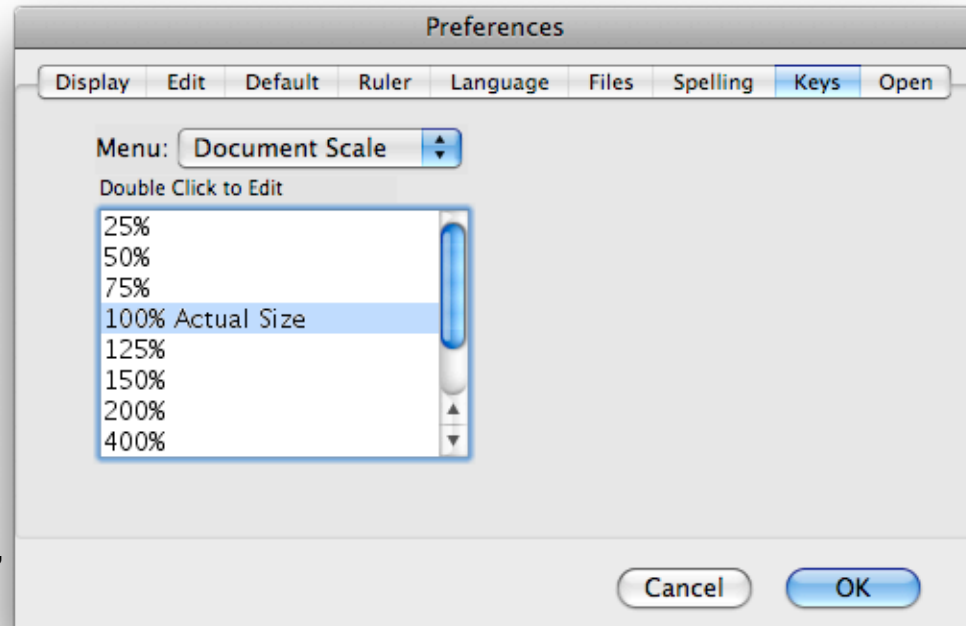 Preferences
Display Edit Default Ruler Language Files Spelling Keys Open
Menu: Document Scale
Double Click to Edit
25%
50%
75%
100% Actual Size
125%
150%
200%
400%
,
Cancel OK